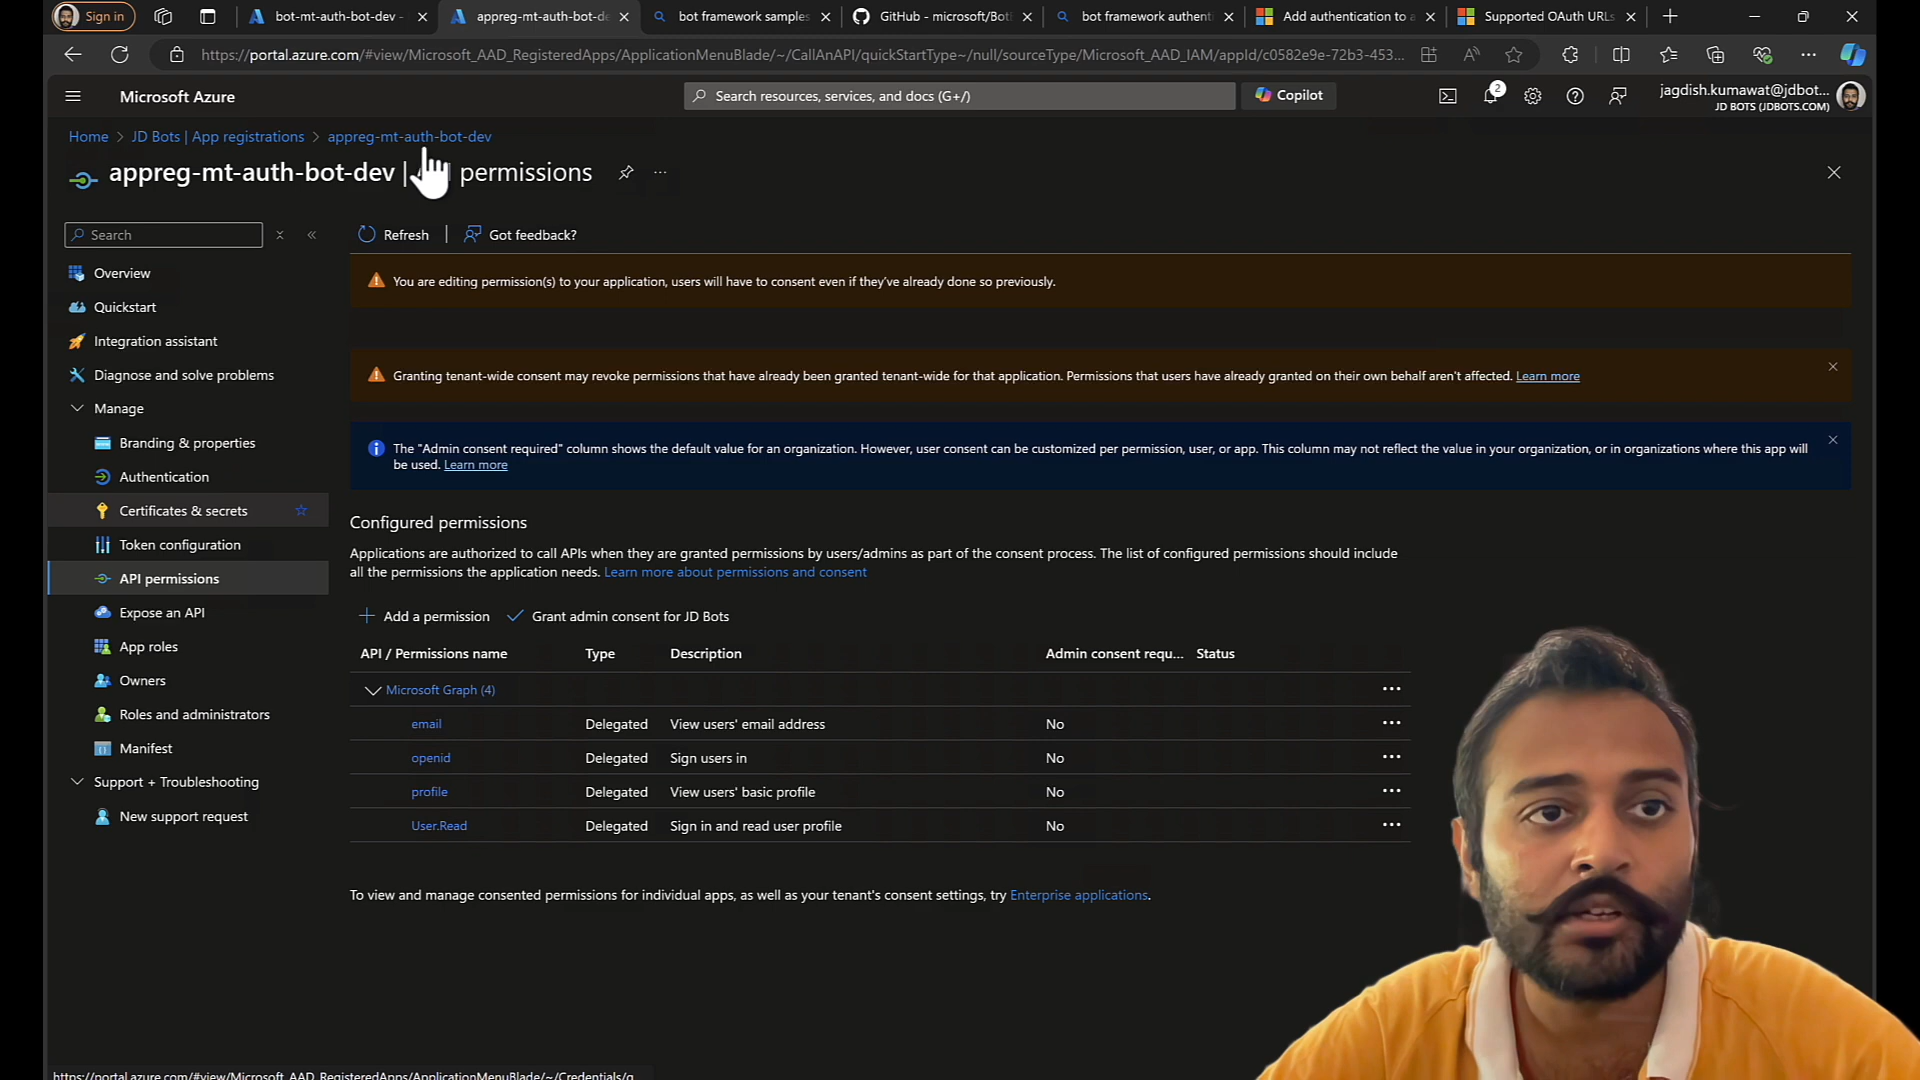 Sign in
bot-mt-auth-bot-dev -
appreg-mt-auth-bot-de
bot framework samples
GitHub - microsoft/Bot
bot framework authent
Add authentication to a
Supported OAuth URLs
https://portal.azure.com/#view/Microsoft_AAD_RegisteredApps/ApplicationMenuBlade/~/CallAnAPI/quickStartType~/null/sourceType/Microsoft_AAD_IAM/appId/c0582e9e-72b3-453...
Microsoft Azure
Search resources, services, and docs (G+/)
Copilot
2
jagdish.kumawat@jdbot...
JD BOTS (JDBOTS.COM)
Home > JD Bots | App registrations > appreg-mt-auth-bot-dev
appreg-mt-auth-bot-dev | permissions
Search
Refresh
Got feedback?
Overview
Quickstart
Integration assistant
Diagnose and solve problems
Manage
Branding & properties
Authentication
Certificates & secrets
Token configuration
API permissions
Expose an API
App roles
Owners
Roles and administrators
Manifest
Support + Troubleshooting
New support request
You are editing permission(s) to your application, users will have to consent even if they've already done so previously.
Granting tenant-wide consent may revoke permissions that have already been granted tenant-wide for that application. Permissions that users have already granted on their own behalf aren't affected. Learn more
The "Admin consent required" column shows the default value for an organization. However, user consent can be customized per permission, user, or app. This column may not reflect the value in your organization, or in organizations where this app will
be used. Learn more
Configured permissions
Applications are authorized to call APIs when they are granted permissions by users/admins as part of the consent process. The list of configured permissions should include
all the permissions the application needs. Learn more about permissions and consent
Add a permission
Grant admin consent for JD Bots
API / Permissions name Type Description Admin consent requ... Status
Microsoft Graph (4)
email Delegated View users' email address No
openid Delegated Sign users in No
profile Delegated View users' basic profile No
User.Read Delegated Sign in and read user profile No
To view and manage consented permissions for individual apps, as well as your tenant's consent settings, try Enterprise applications.
https://portal.azure.com/#view/Microsoft_AAD_RegisteredApps/ApplicationMenuBlade/~/Credentials/q